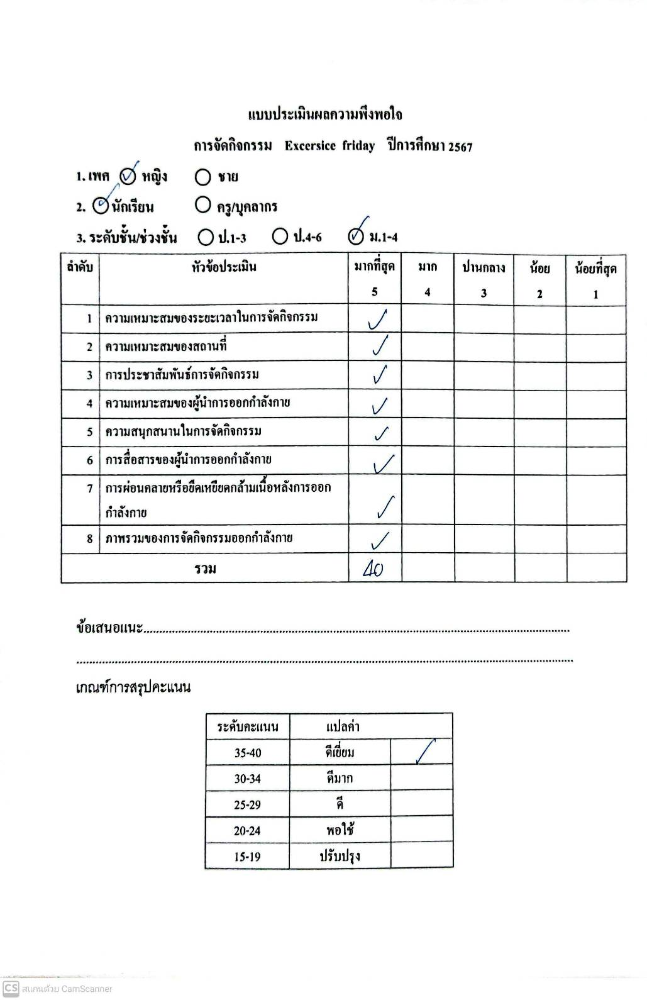 แบบประเมินผลความพึงพอใจ
การจัดกิจกรรม Excersice friday ปีการศึกษา 2567
1. เพศ ✓ หญิง ชาย
2. ✓ นักเรียน ครู/บุคลากร
3. ระดับชั้น/ช่วงชั้น ป.1-3 ป.4-6 ✓ ม.1-4
ลำดับ หัวข้อประเมิน มากที่สุด มาก ปานกลาง น้อย น้อยที่สุด
5 4 3 2 1
1 ความเหมาะสมของระยะเวลาในการจัดกิจกรรม ✓
2 ความเหมาะสมของสถานที่ ✓
3 การประชาสัมพันธ์การจัดกิจกรรม ✓
4 ความเหมาะสมของผู้นำการออกกำลังกาย ✓
5 ความสนุกสนานในการจัดกิจกรรม ✓
6 การสื่อสารของผู้นำการออกกำลังกาย ✓
7 การผ่อนคลายหรือยืดเหยียดกล้ามเนื้อหลังการออก
กำลังกาย ✓
8 ภาพรวมของการจัดกิจกรรมออกกำลังกาย ✓
รวม 40
ข้อเสนอแนะ
เกณฑ์การสรุปคะแนน
ระดับคะแนน แปลค่า
35-40 ดีเยี่ยม ✓
30-34 ดีมาก
25-29 ดี
20-24 พอใช้
15-19 ปรับปรุง
CS สแกนด้วย CamScanner